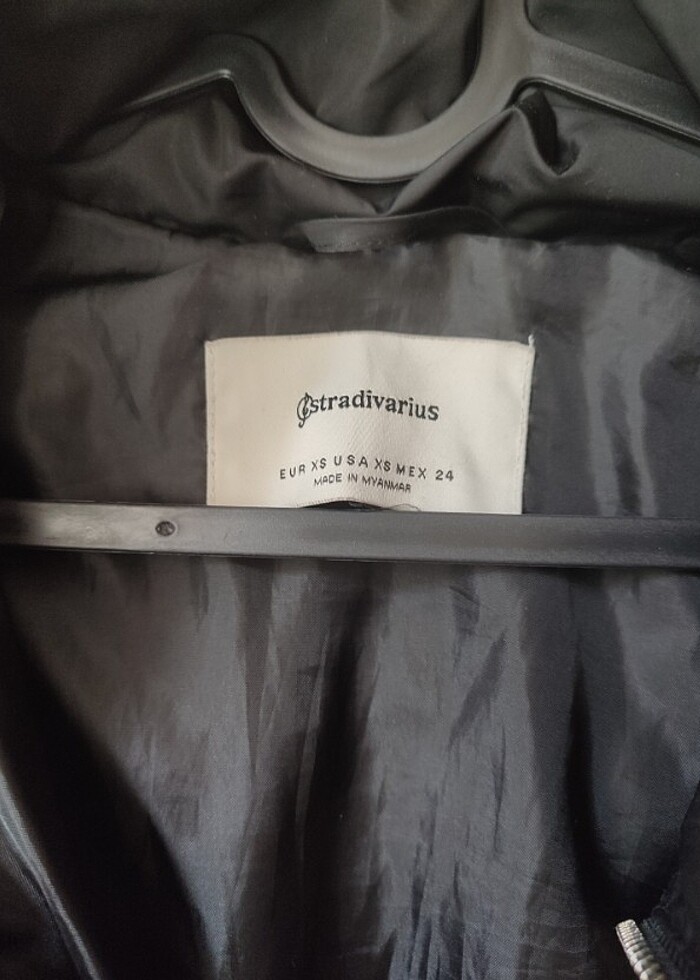 stradivarius
EUR XS USA XS MEX 24
MADE IN MYANMAR